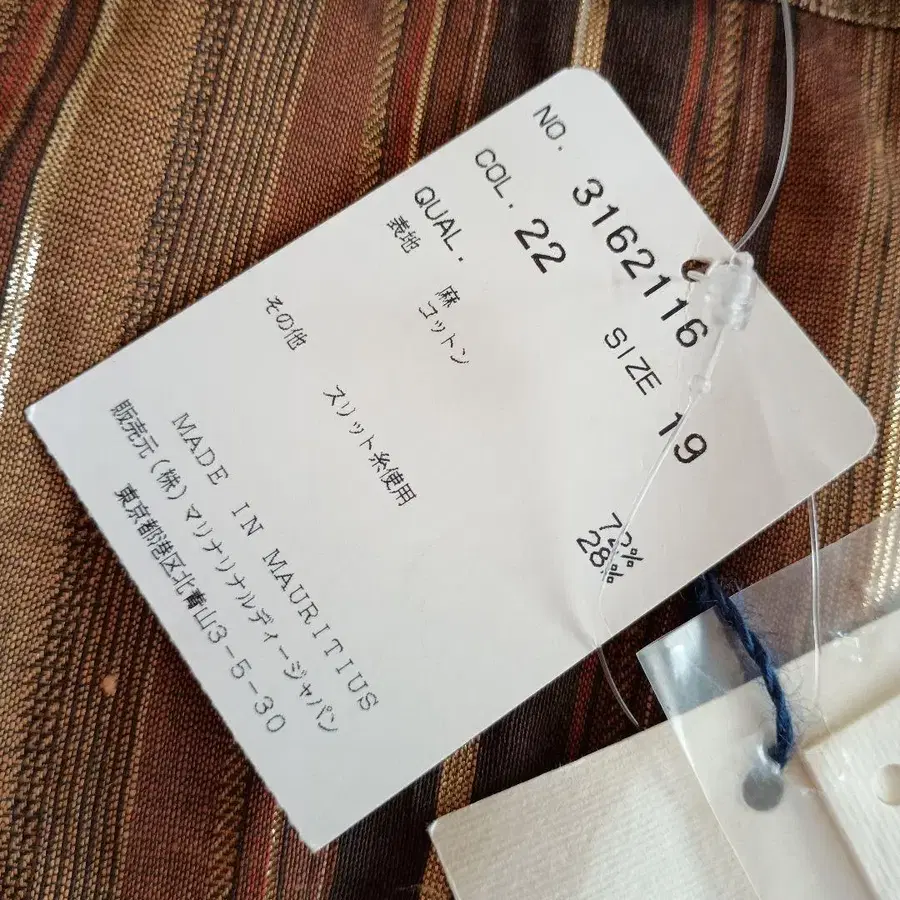 NO. 3162116
COL. 22 SIZE 19
QUAL.
表地 麻 72%
コットン 28%
その他 スリット糸使用
MADE IN MAURITIUS
販売元(株)マリナリナルディージャパン
東京都港区北青山3-5-30